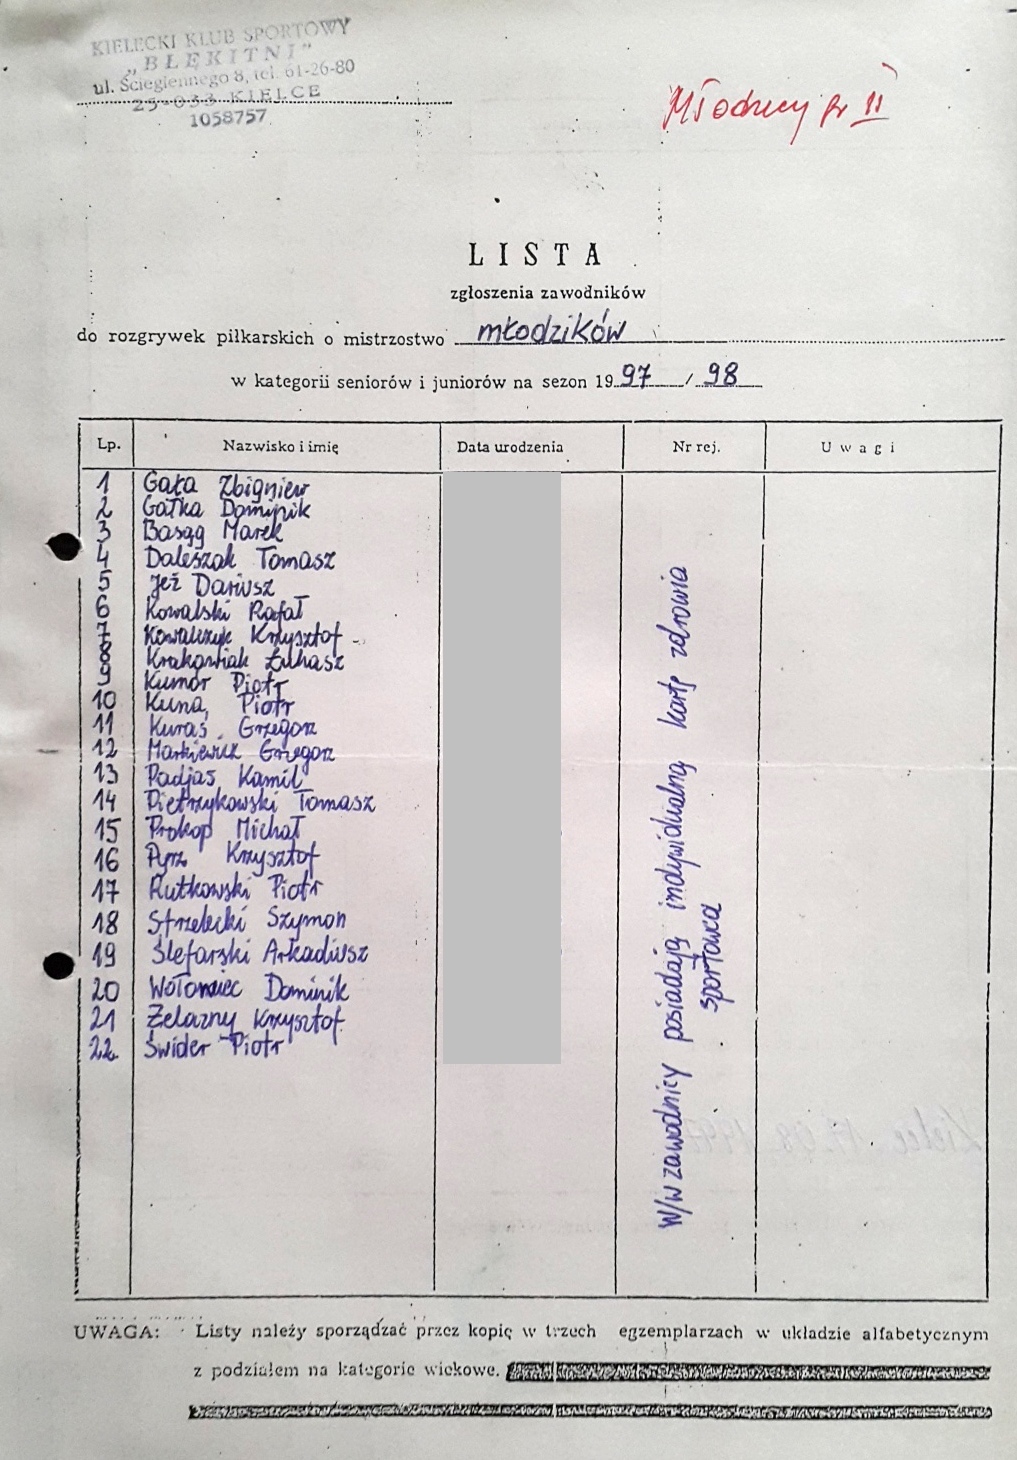 KIELECKI KLUB SPORTOWY
„BŁĘKITNI”
ul. Ściegiennego 8, tel. 61-26-80
25-033 KIELCE
1058757
Młodzicy gr II
LISTA
zgłoszenia zawodników
do rozgrywek piłkarskich o mistrzostwo młodzików
w kategorii seniorów i juniorów na sezon 1997 / 98
Lp. Nazwisko i imię Data urodzenia Nr rej. Uwagi
1 Gała Zbigniew
2 Gałka Dominik
3 Basąg Marek
4 Daleszak Tomasz
5 Jeż Dariusz
6 Kowalski Rafał
7 Kowalczyk Krzysztof
8 Krakowiak Łukasz
9 Kumor Piotr
10 Kuna Piotr
11 Kuraś Grzegorz
12 Markiewicz Grzegorz
13 Padjas Kamil
14 Pietrzykowski Tomasz
15 Prokop Michał
16 Pyrz Krzysztof
17 Rutkowski Piotr
18 Strzelecki Szymon
19 Ślefarski Arkadiusz
20 Wołowiec Dominik
21 Żelazny Krzysztof
22. Świder Piotr
W/w zawodnicy posiadają indywidualną kartę zdrowia
sportowca
UWAGA: Listy należy sporządzać przez kopię w trzech egzemplarzach w układzie alfabetycznym
z podziałem na kategorie wiekowe.